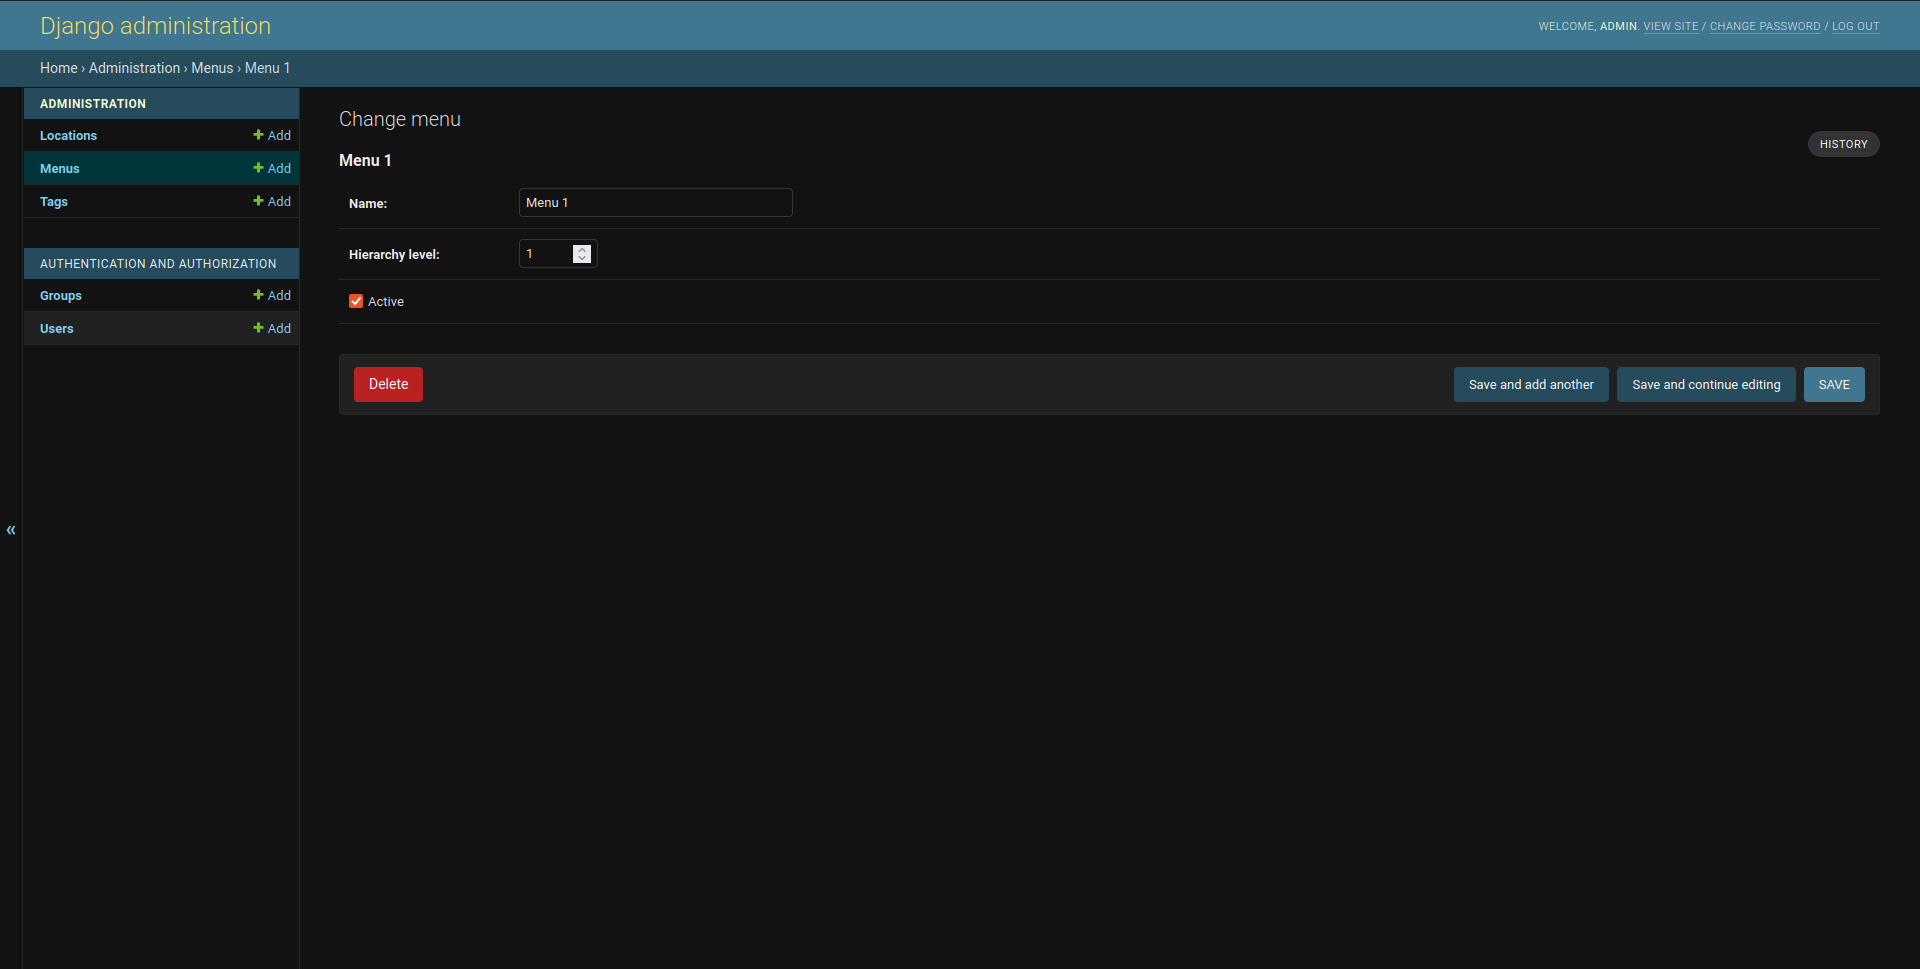 Django administration
WELCOME, ADMIN. VIEW SITE / CHANGE PASSWORD / LOG OUT
Home › Administration › Menus › Menu 1
ADMINISTRATION
Locations + Add
Menus + Add
Tags + Add
AUTHENTICATION AND AUTHORIZATION
Groups + Add
Users + Add
«
Change menu
HISTORY
Menu 1
Name: Menu 1
Hierarchy level: 1
Active
Delete Save and add another Save and continue editing SAVE